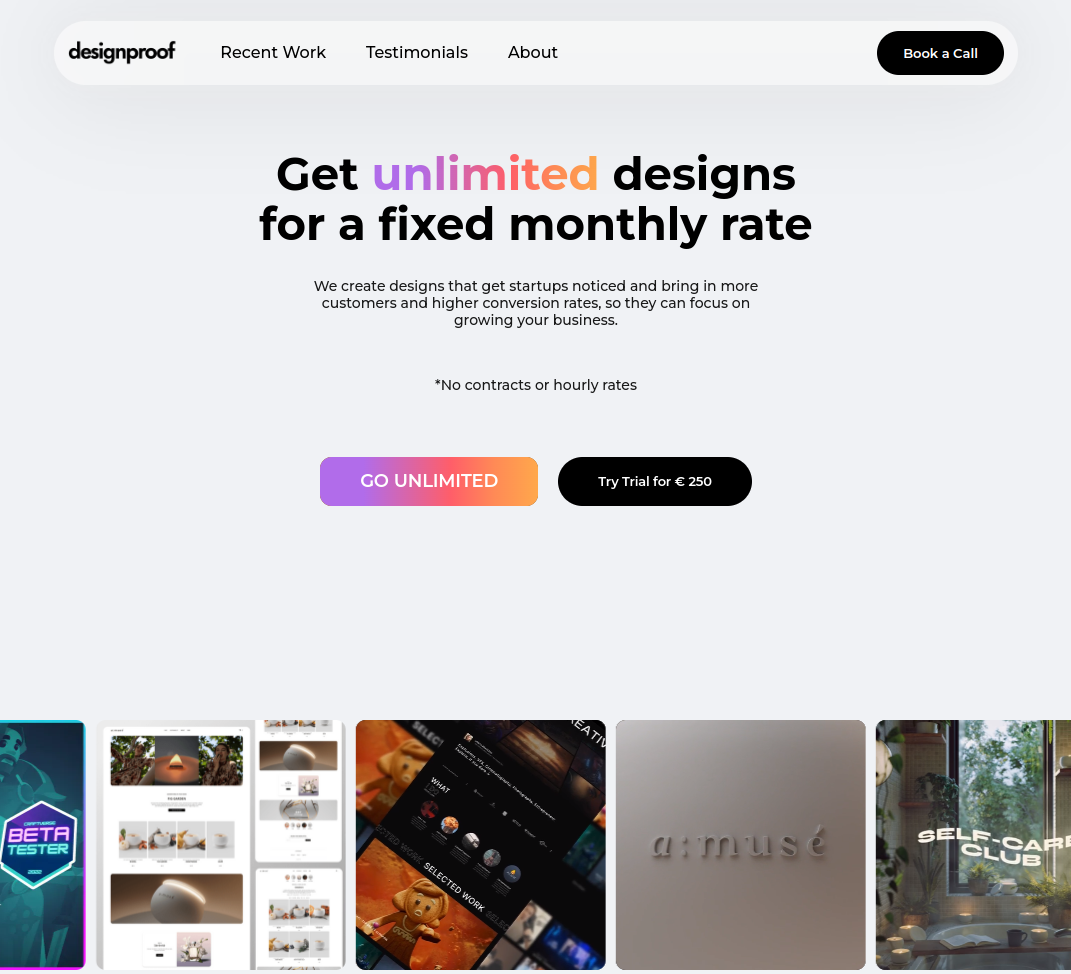 designproof
Recent Work
Testimonials
About
Book a Call
Get unlimited designs
for a fixed monthly rate
We create designs that get startups noticed and bring in more
customers and higher conversion rates, so they can focus on
growing your business.
*No contracts or hourly rates
GO UNLIMITED
Try Trial for € 250
BETA
TESTER
2022
WHAT
SELECTED WORK
a:musé
SELF-CARE
CLUB